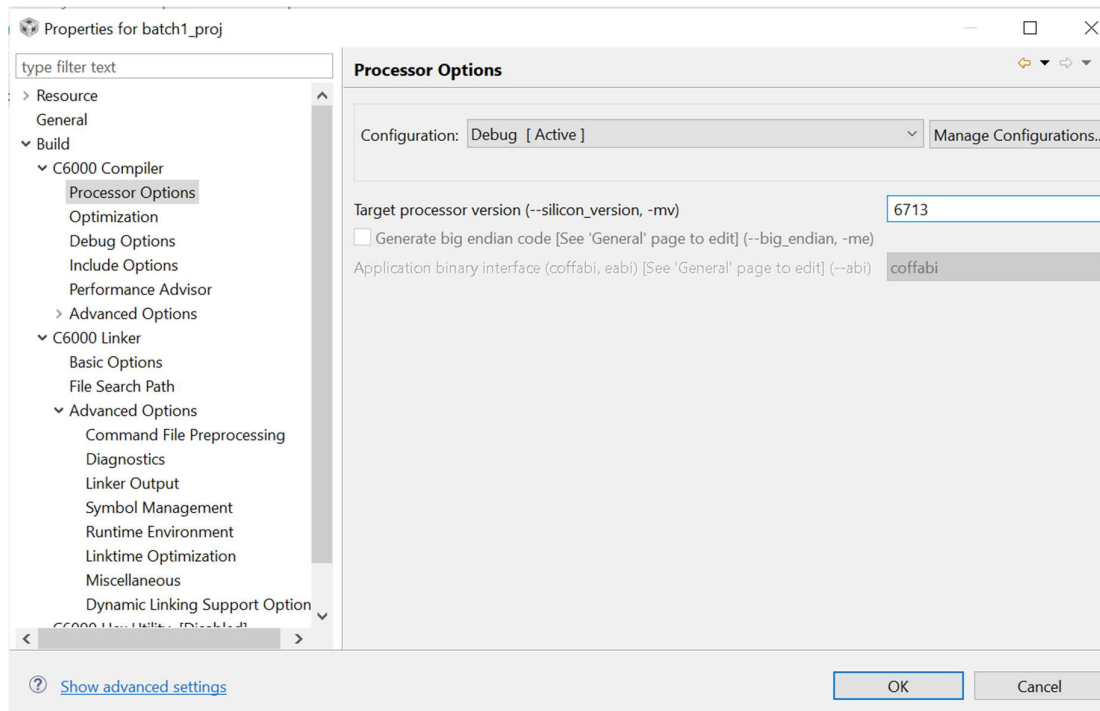 Properties for batch1_proj
type filter text
Resource
General
Build
C6000 Compiler
Processor Options
Optimization
Debug Options
Include Options
Performance Advisor
Advanced Options
C6000 Linker
Basic Options
File Search Path
Advanced Options
Command File Preprocessing
Diagnostics
Linker Output
Symbol Management
Runtime Environment
Linktime Optimization
Miscellaneous
Dynamic Linking Support Option
C6000 Hex Utility [Disabled]
Processor Options
Configuration: Debug [ Active ] Manage Configurations..
Target processor version (--silicon_version, -mv) 6713
Generate big endian code [See 'General' page to edit] (--big_endian, -me)
Application binary interface (coffabi, eabi) [See 'General' page to edit] (--abi) coffabi
? Show advanced settings
OK Cancel